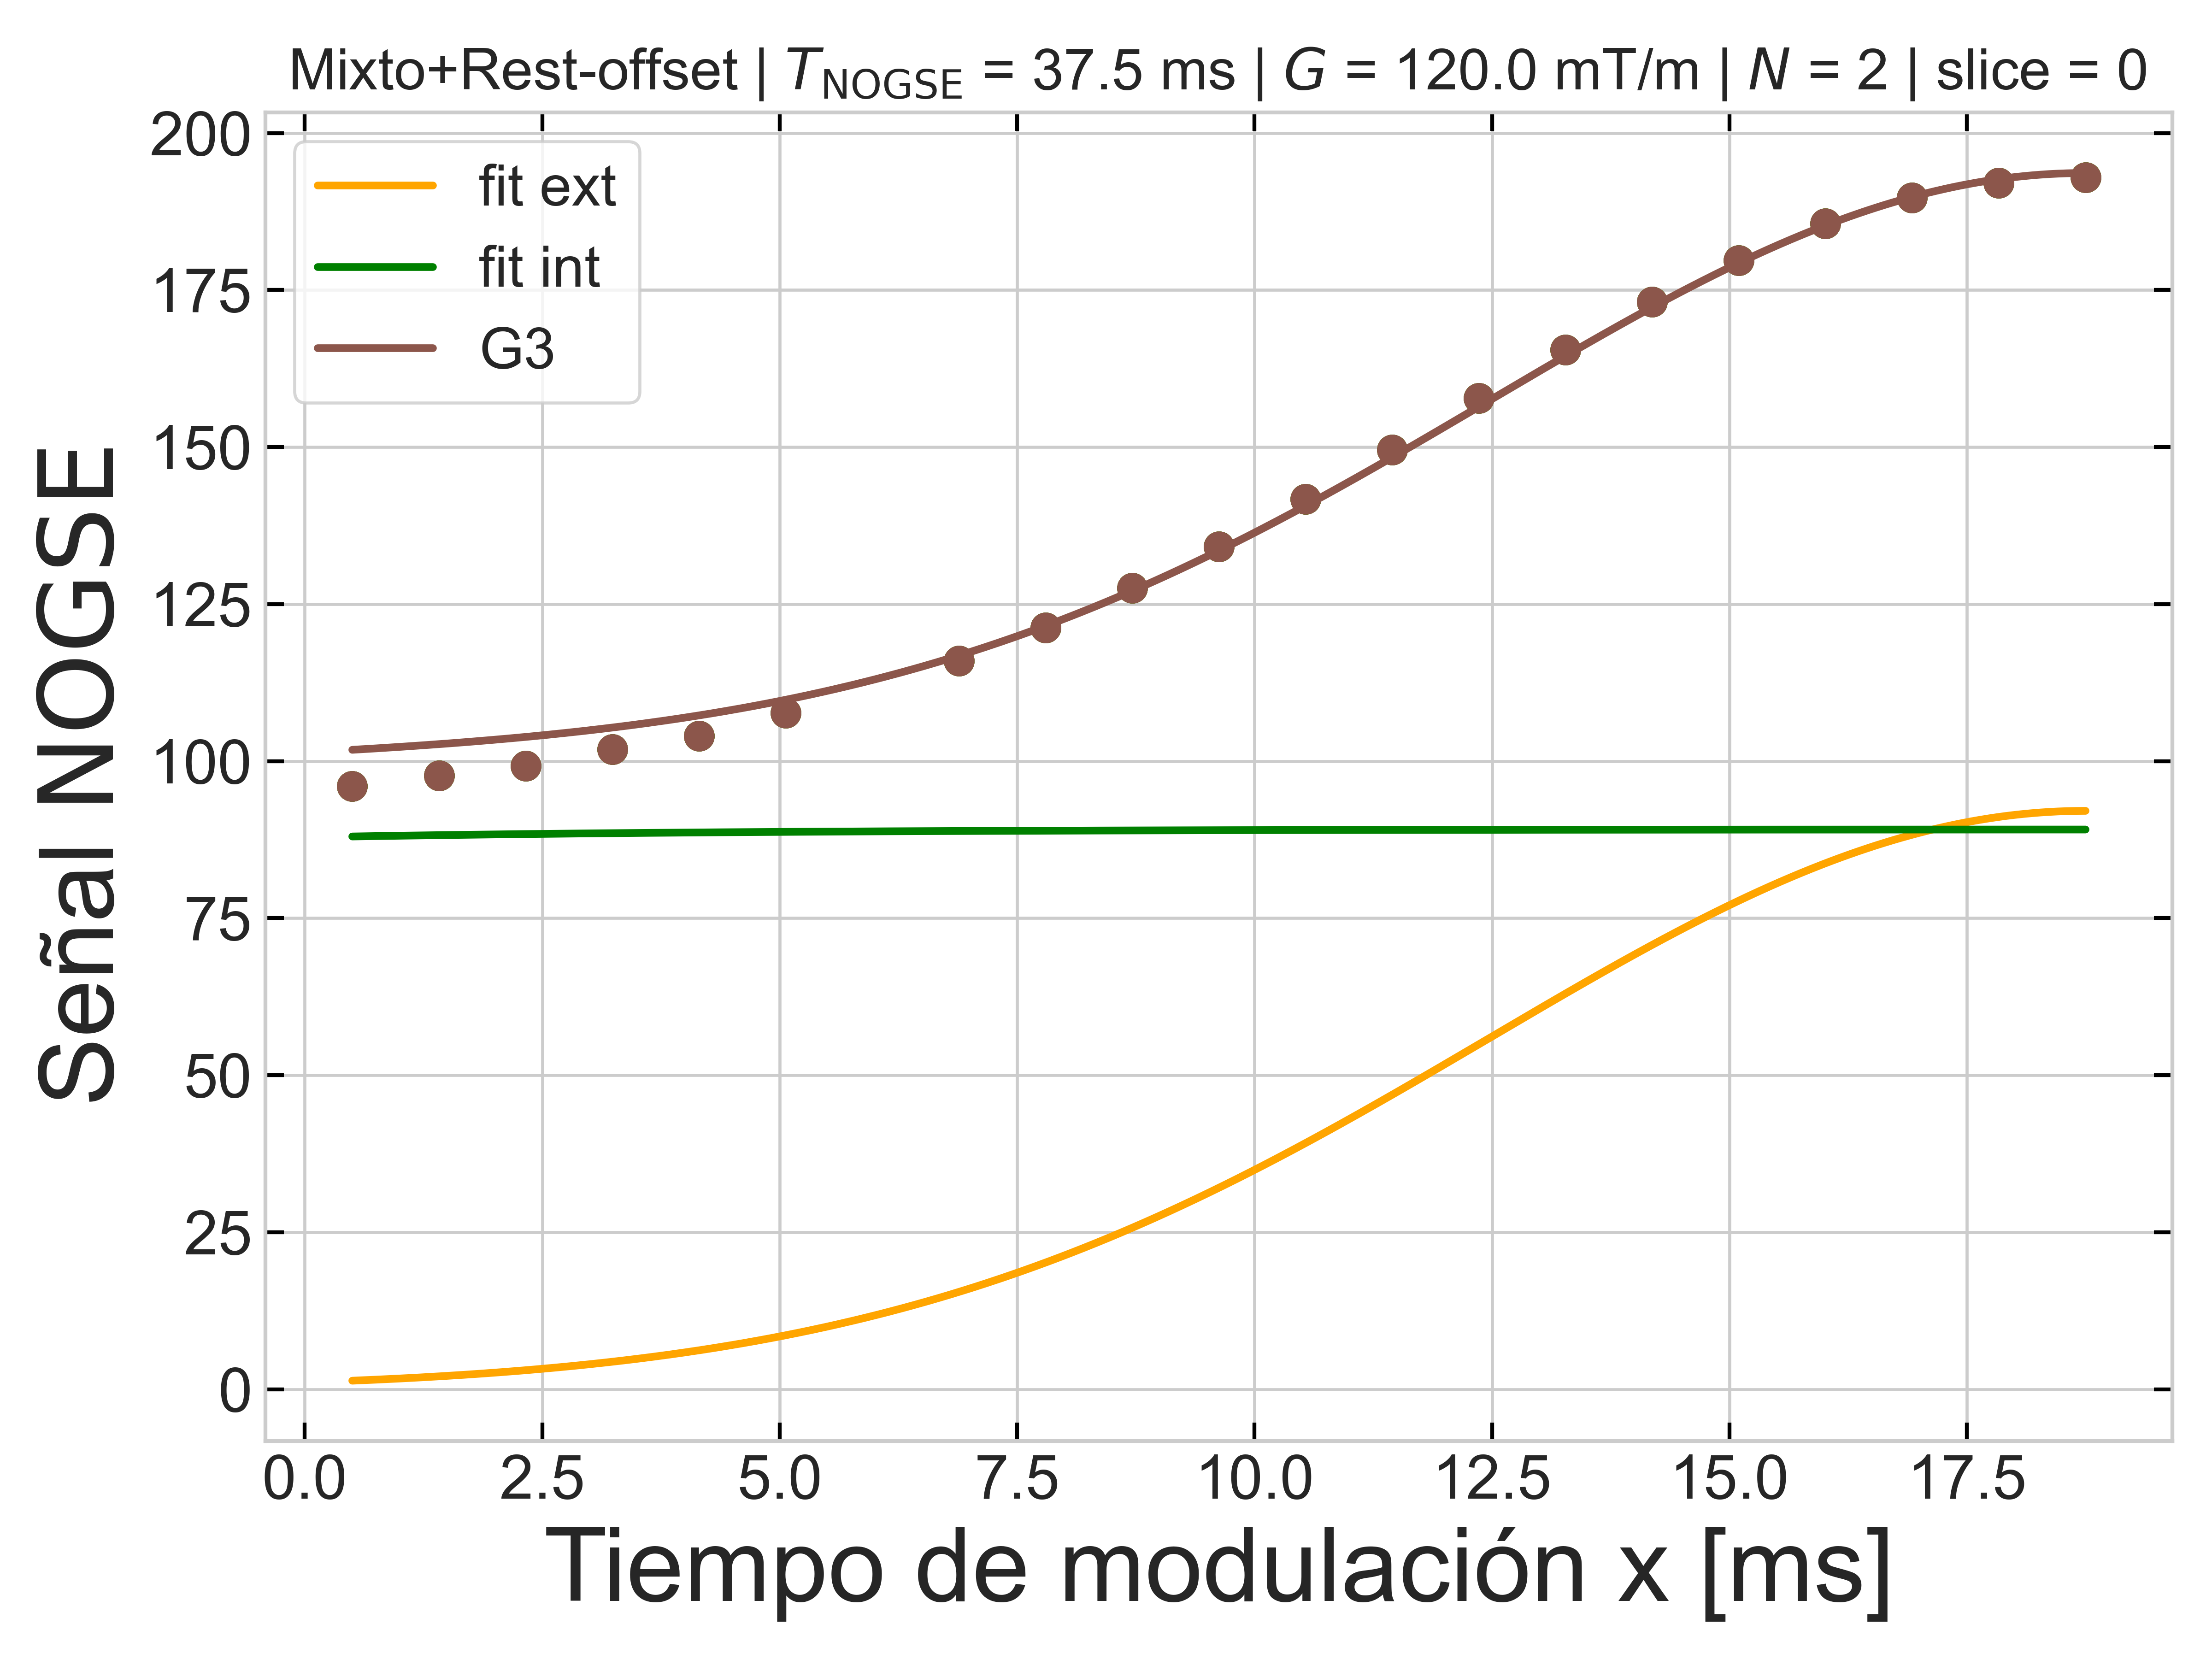 Mixto+Rest-offset | T_NOGSE = 37.5 ms | G = 120.0 mT/m | N = 2 | slice = 0
200
175
150
125
100
75
50
25
0
fit ext
fit int
G3
Señal NOGSE
0.0 2.5 5.0 7.5 10.0 12.5 15.0 17.5
Tiempo de modulación x [ms]